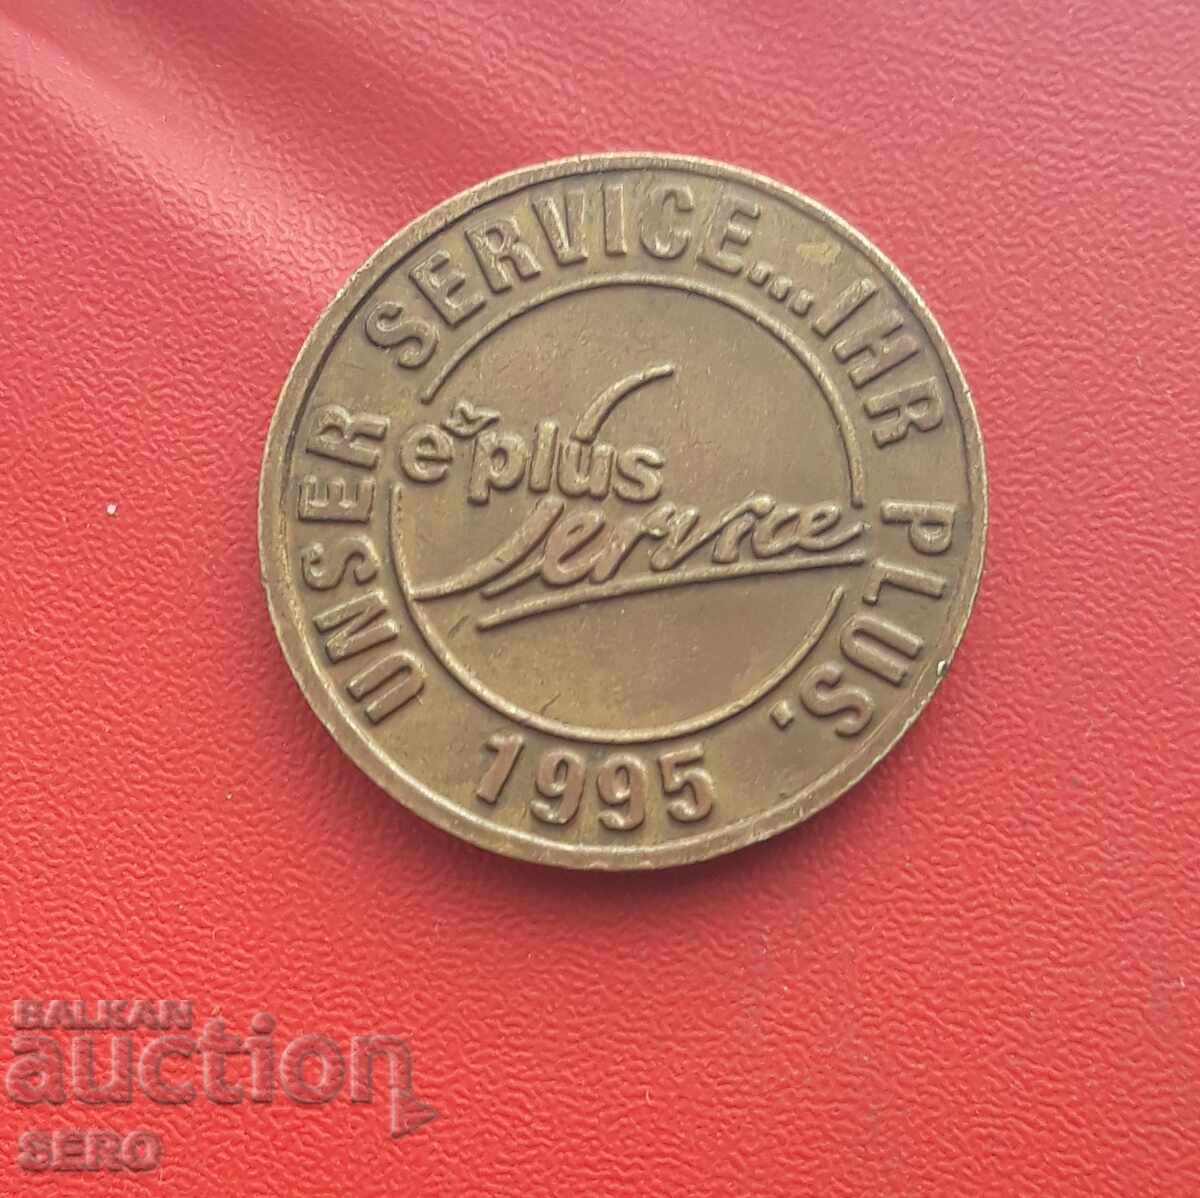 UNSER SERVICE...IHR PLUS.
e plus
Service
1995
BALKAN
auction
SERO